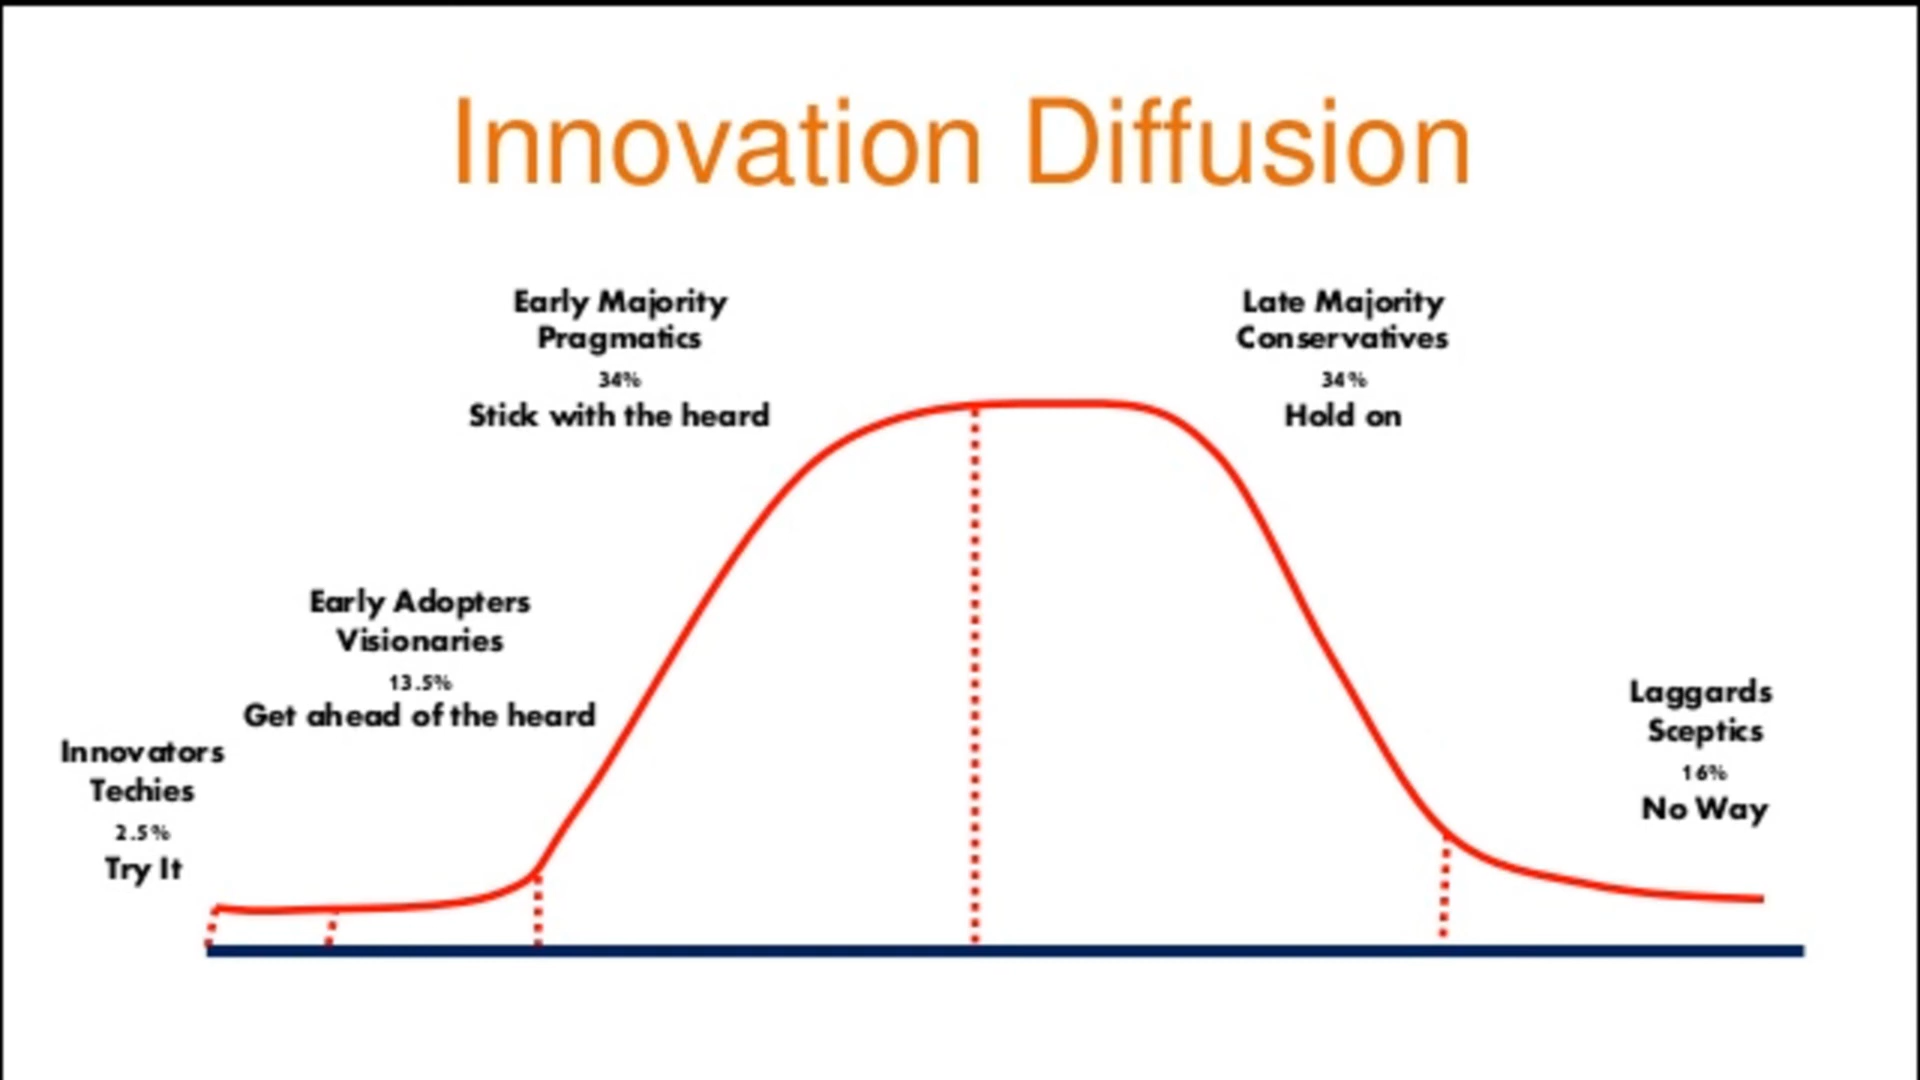 Innovation Diffusion
Early Majority
Pragmatics
34%
Stick with the heard
Late Majority
Conservatives
34%
Hold on
Early Adopters
Visionaries
13.5%
Get ahead of the heard
Innovators
Techies
2.5%
Try It
Laggards
Sceptics
16%
No Way